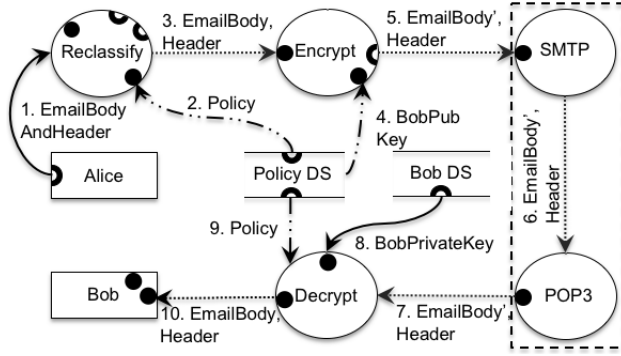 3. EmailBody,
Header
5. EmailBody’,
Header
Reclassify
Encrypt
SMTP
1. EmailBody
AndHeader
2. Policy
4. BobPub
Key
6. EmailBody’,
Header
Alice
Policy DS
Bob DS
9. Policy
8. BobPrivateKey
Bob
Decrypt
POP3
10. EmailBody,
Header
7. EmailBody’,
Header